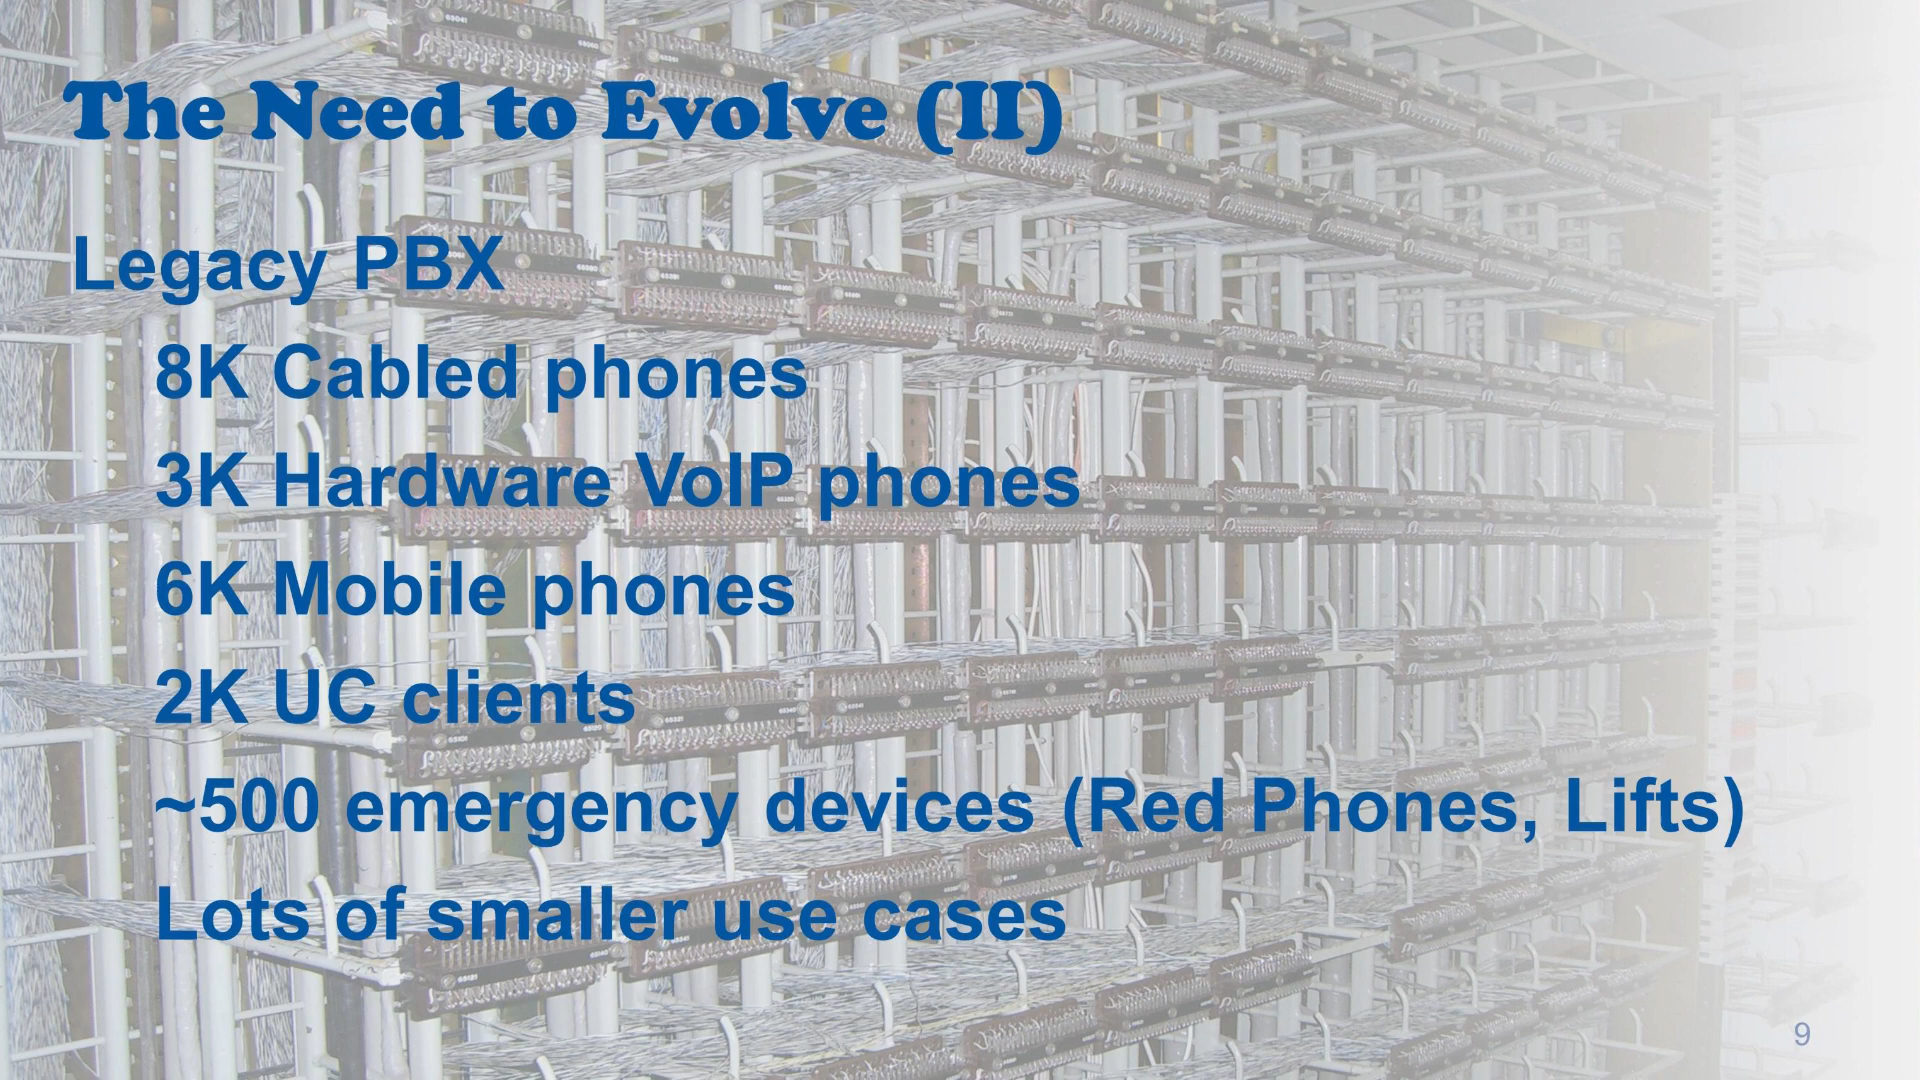 The Need to Evolve (II)
Legacy PBX
8K Cabled phones
3K Hardware VoIP phones
6K Mobile phones
2K UC clients
~500 emergency devices (Red Phones, Lifts)
Lots of smaller use cases
9